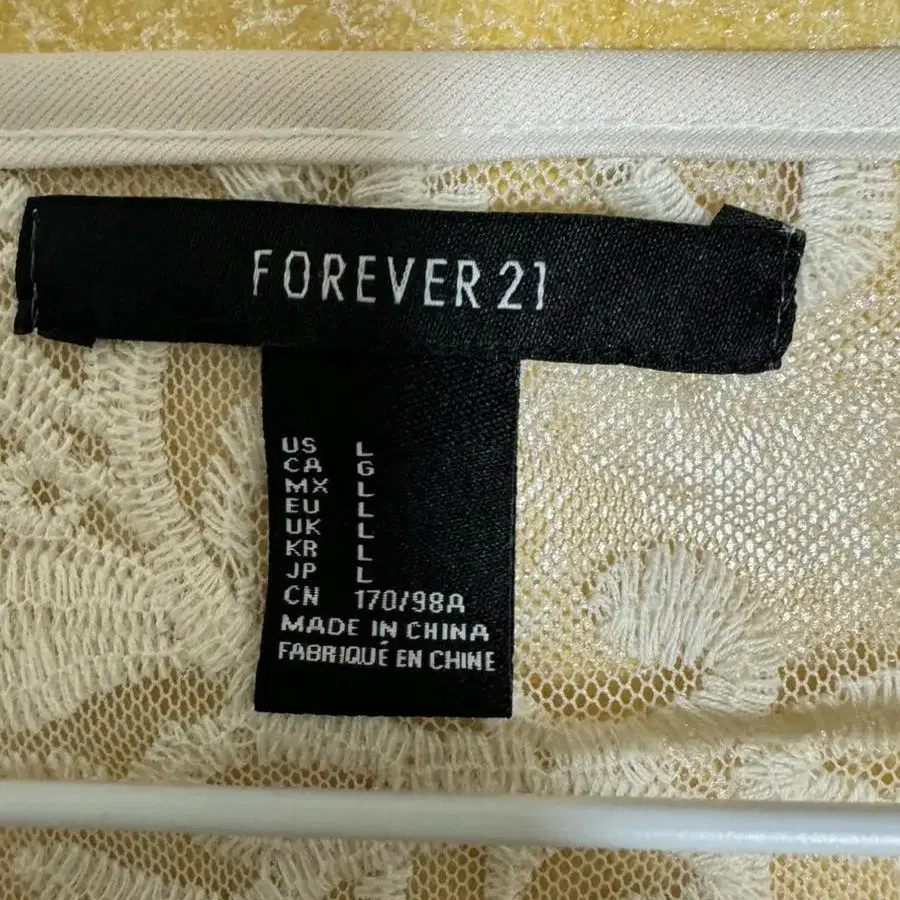 FOREVER 21
US L
CA G
MX L
EU L
UK L
KR L
JP L
CN 170/98A
MADE IN CHINA
FABRIQUÉ EN CHINE